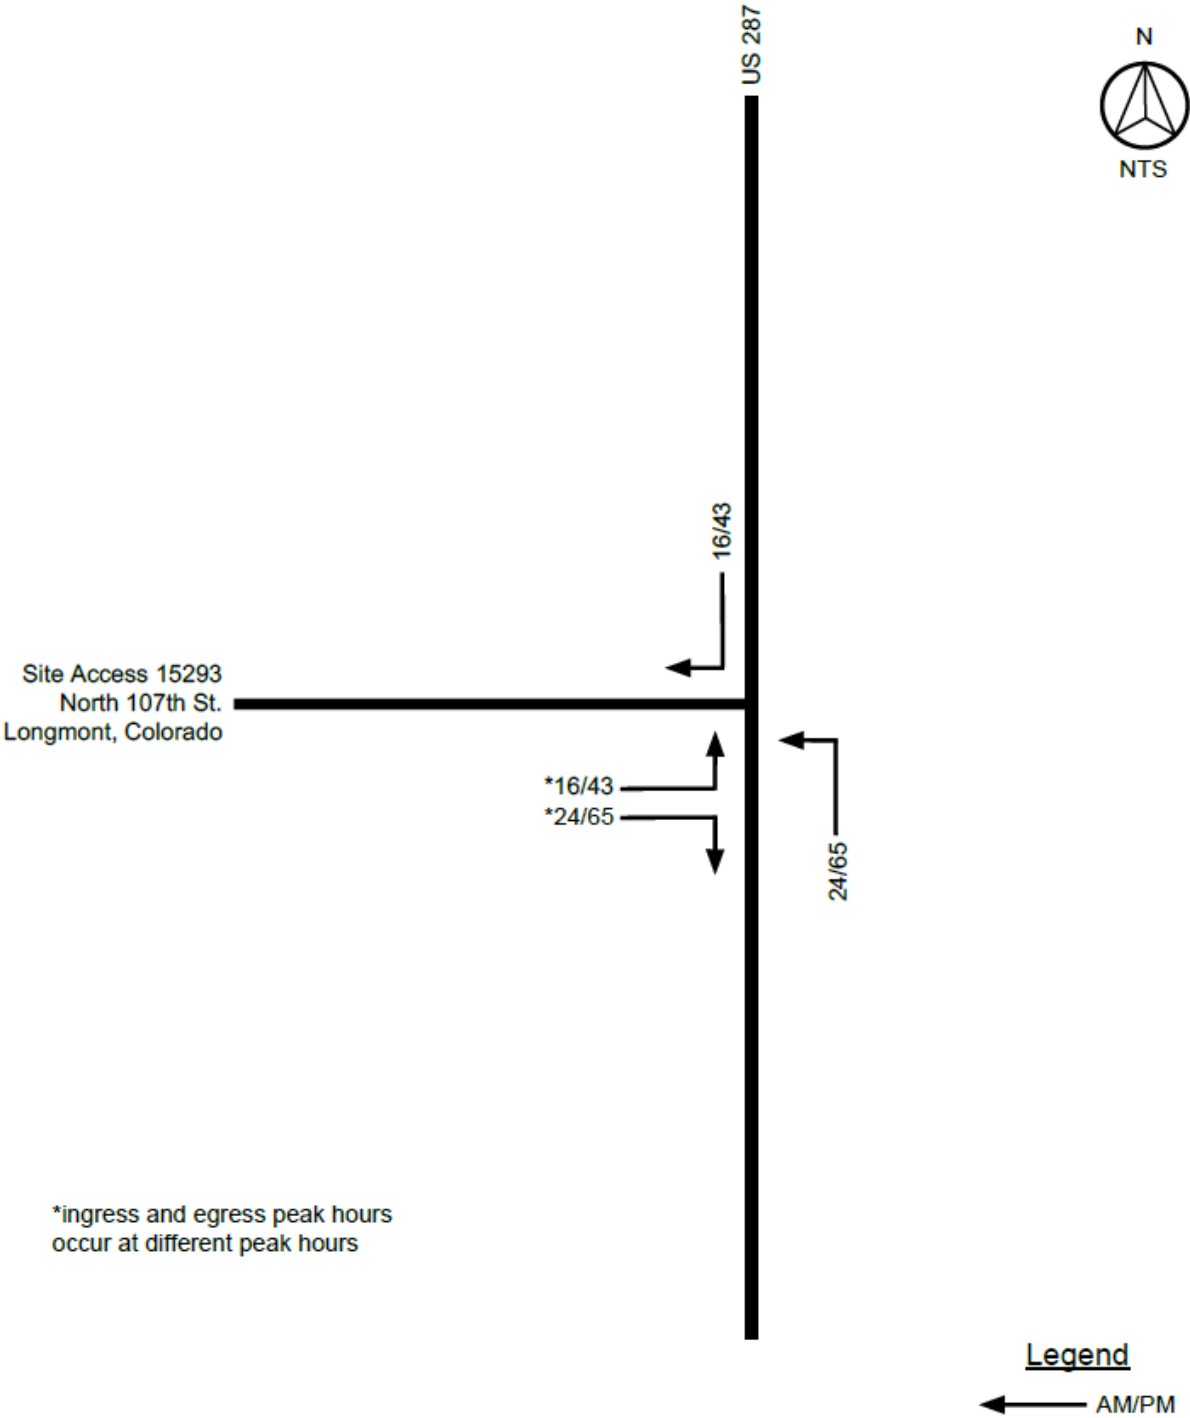 US 287
N
NTS
16/43
Site Access 15293
North 107th St.
Longmont, Colorado
*16/43
*24/65
24/65
*ingress and egress peak hours
occur at different peak hours
Legend
AM/PM